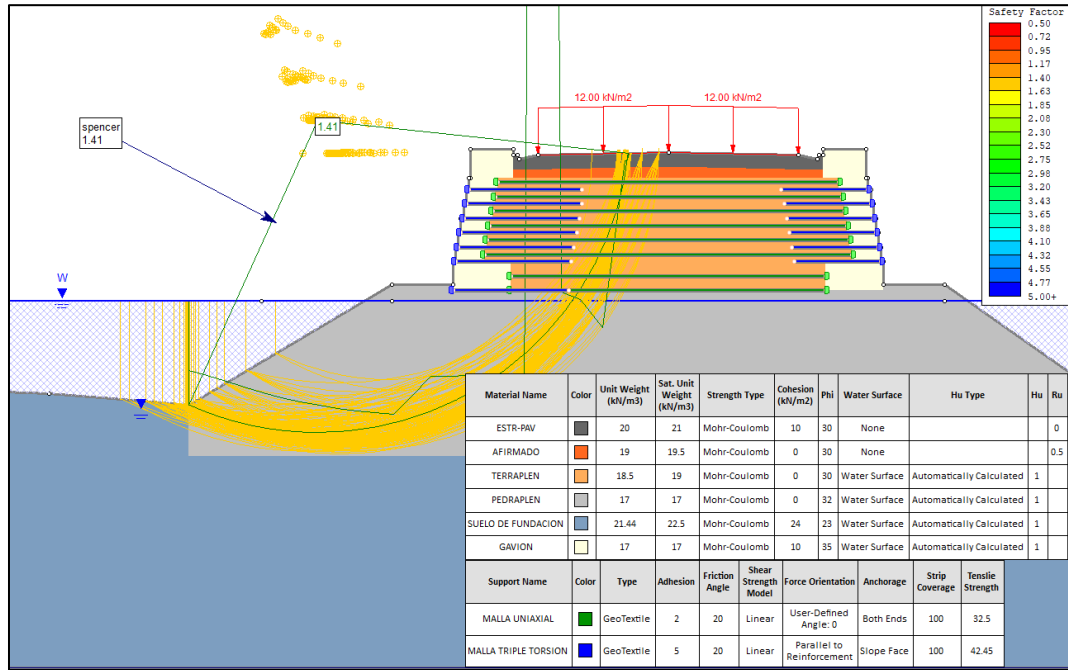 Safety Factor
0.50
0.72
0.95
1.17
1.40
1.63
1.85
2.08
2.30
2.52
2.75
2.98
3.20
3.43
3.65
3.88
4.10
4.32
4.55
4.77
5.00+
12.00 kN/m2 12.00 kN/m2
spencer
1.41
1.41
W
Material Name Color Unit Weight (kN/m3) Sat. Unit Weight (kN/m3) Strength Type Cohesion (kN/m2) Phi Water Surface Hu Type Hu Ru
ESTR-PAV 20 21 Mohr-Coulomb 10 30 None 0
AFIRMADO 19 19.5 Mohr-Coulomb 0 30 None 0.5
TERRAPLEN 18.5 19 Mohr-Coulomb 0 30 Water Surface Automatically Calculated 1
PEDRAPLEN 17 17 Mohr-Coulomb 0 32 Water Surface Automatically Calculated 1
SUELO DE FUNDACION 21.44 22.5 Mohr-Coulomb 24 23 Water Surface Automatically Calculated 1
GAVION 17 17 Mohr-Coulomb 10 35 Water Surface Automatically Calculated 1
Support Name Color Type Adhesion Friction Angle Shear Strength Model Force Orientation Anchorage Strip Coverage Tenslie Strength
MALLA UNIAXIAL GeoTextile 2 20 Linear User-Defined Angle: 0 Both Ends 100 32.5
MALLA TRIPLE TORSION GeoTextile 5 20 Linear Parallel to Reinforcement Slope Face 100 42.45